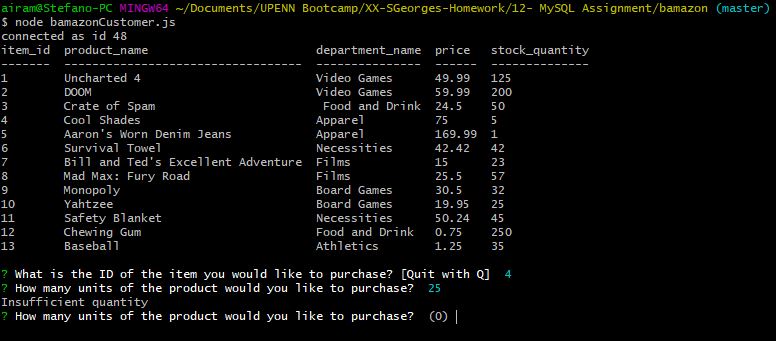 airam@Stefano-PC MINGW64 ~/Documents/UPENN Bootcamp/XX-SGeorges-Homework/12- MySQL Assignment/bamazon (master)
$ node bamazonCustomer.js
connected as id 48
item_id  product_name                       department_name  price   stock_quantity
-------  ---------------------------------  ---------------  ------  --------------
1        Uncharted 4                        Video Games      49.99   125
2        DOOM                               Video Games      59.99   200
3        Crate of Spam                       Food and Drink  24.5    50
4        Cool Shades                        Apparel          75      5
5        Aaron's Worn Denim Jeans           Apparel          169.99  1
6        Survival Towel                     Necessities      42.42   42
7        Bill and Ted's Excellent Adventure  Films            15      23
8        Mad Max: Fury Road                 Films            25.5    57
9        Monopoly                           Board Games      30.5    32
10       Yahtzee                            Board Games      19.95   25
11       Safety Blanket                     Necessities      50.24   45
12       Chewing Gum                        Food and Drink   0.75    250
13       Baseball                           Athletics        1.25    35
? What is the ID of the item you would like to purchase? [Quit with Q]  4
? How many units of the product would you like to purchase?  25
Insufficient quantity
? How many units of the product would you like to purchase?  (0)